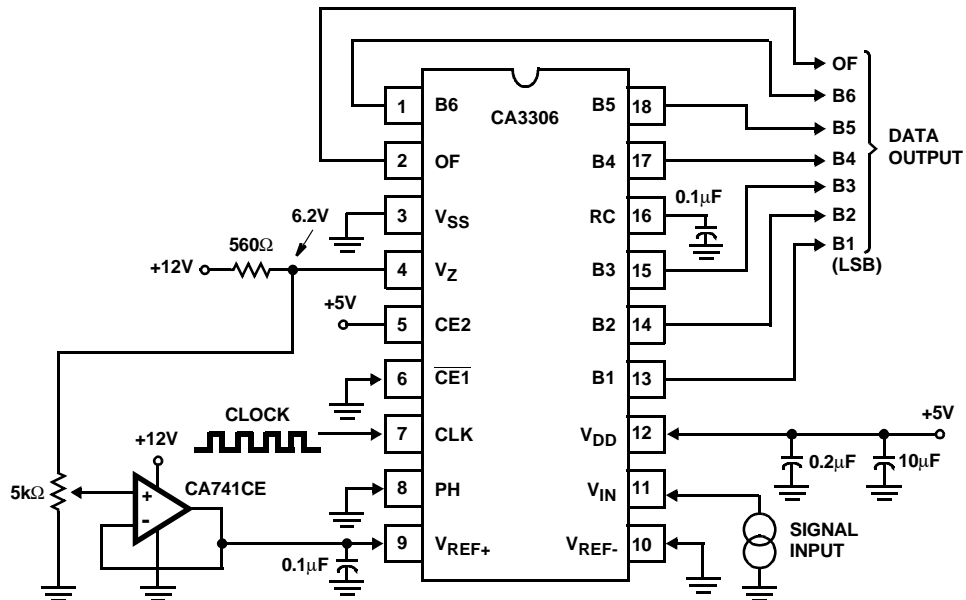 OF
B6
B5
B4
B3
B2
B1
(LSB)
DATA
OUTPUT
CA3306
1 B6
2 OF
3 VSS
4 VZ
5 CE2
6 CE1
7 CLK
8 PH
9 VREF+
B5 18
B4 17
RC 16
B3 15
B2 14
B1 13
VDD 12
VIN 11
VREF- 10
0.1µF
6.2V
560Ω
+12V
+5V
CLOCK
+12V
5kΩ
CA741CE
+
-
0.1µF
+5V
0.2µF
10µF
SIGNAL
INPUT